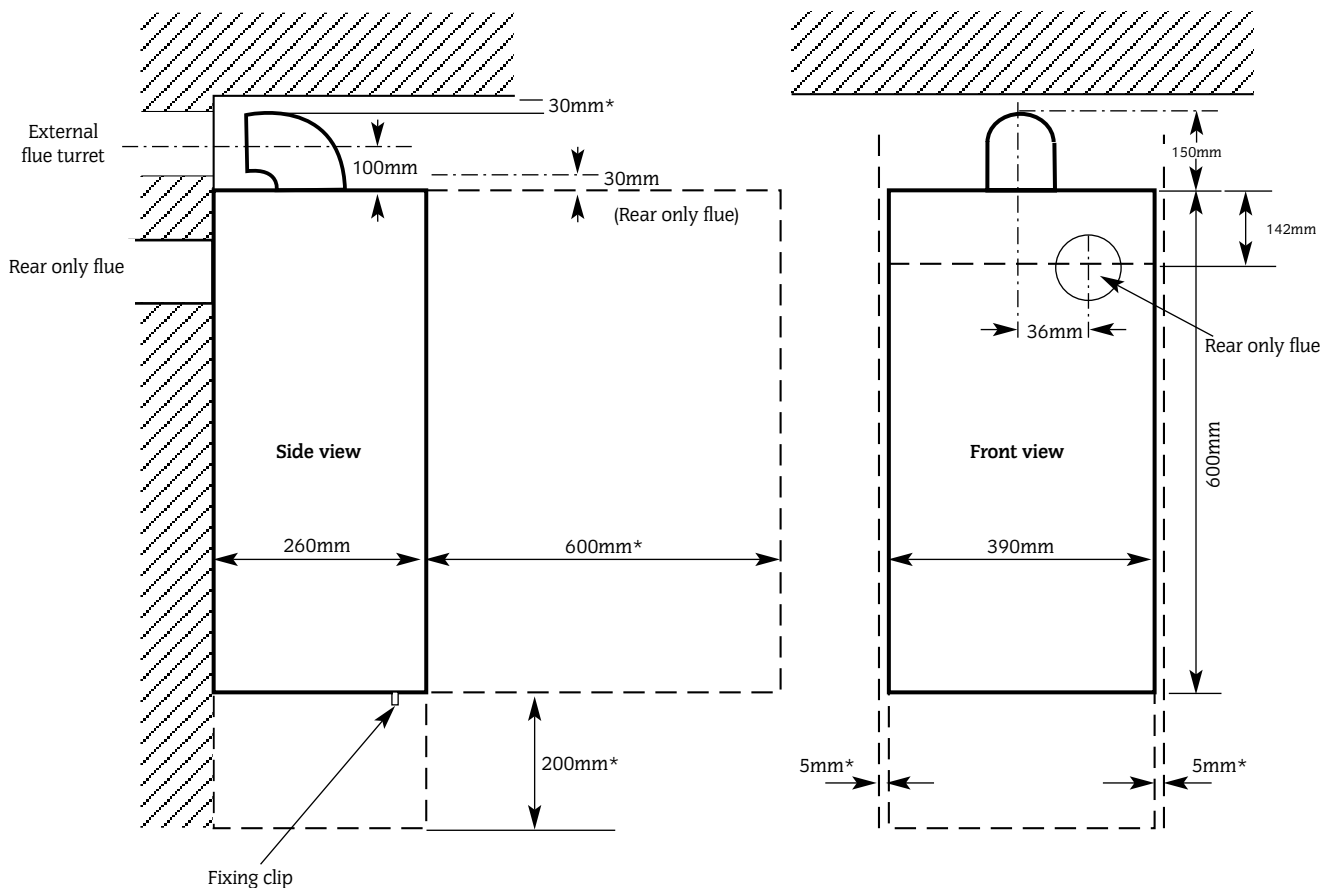 30mm*
External
flue turret
100mm
30mm
(Rear only flue)
Rear only flue
Side view
260mm
600mm*
200mm*
Fixing clip
150mm
142mm
36mm
Rear only flue
Front view
600mm
390mm
5mm*
5mm*